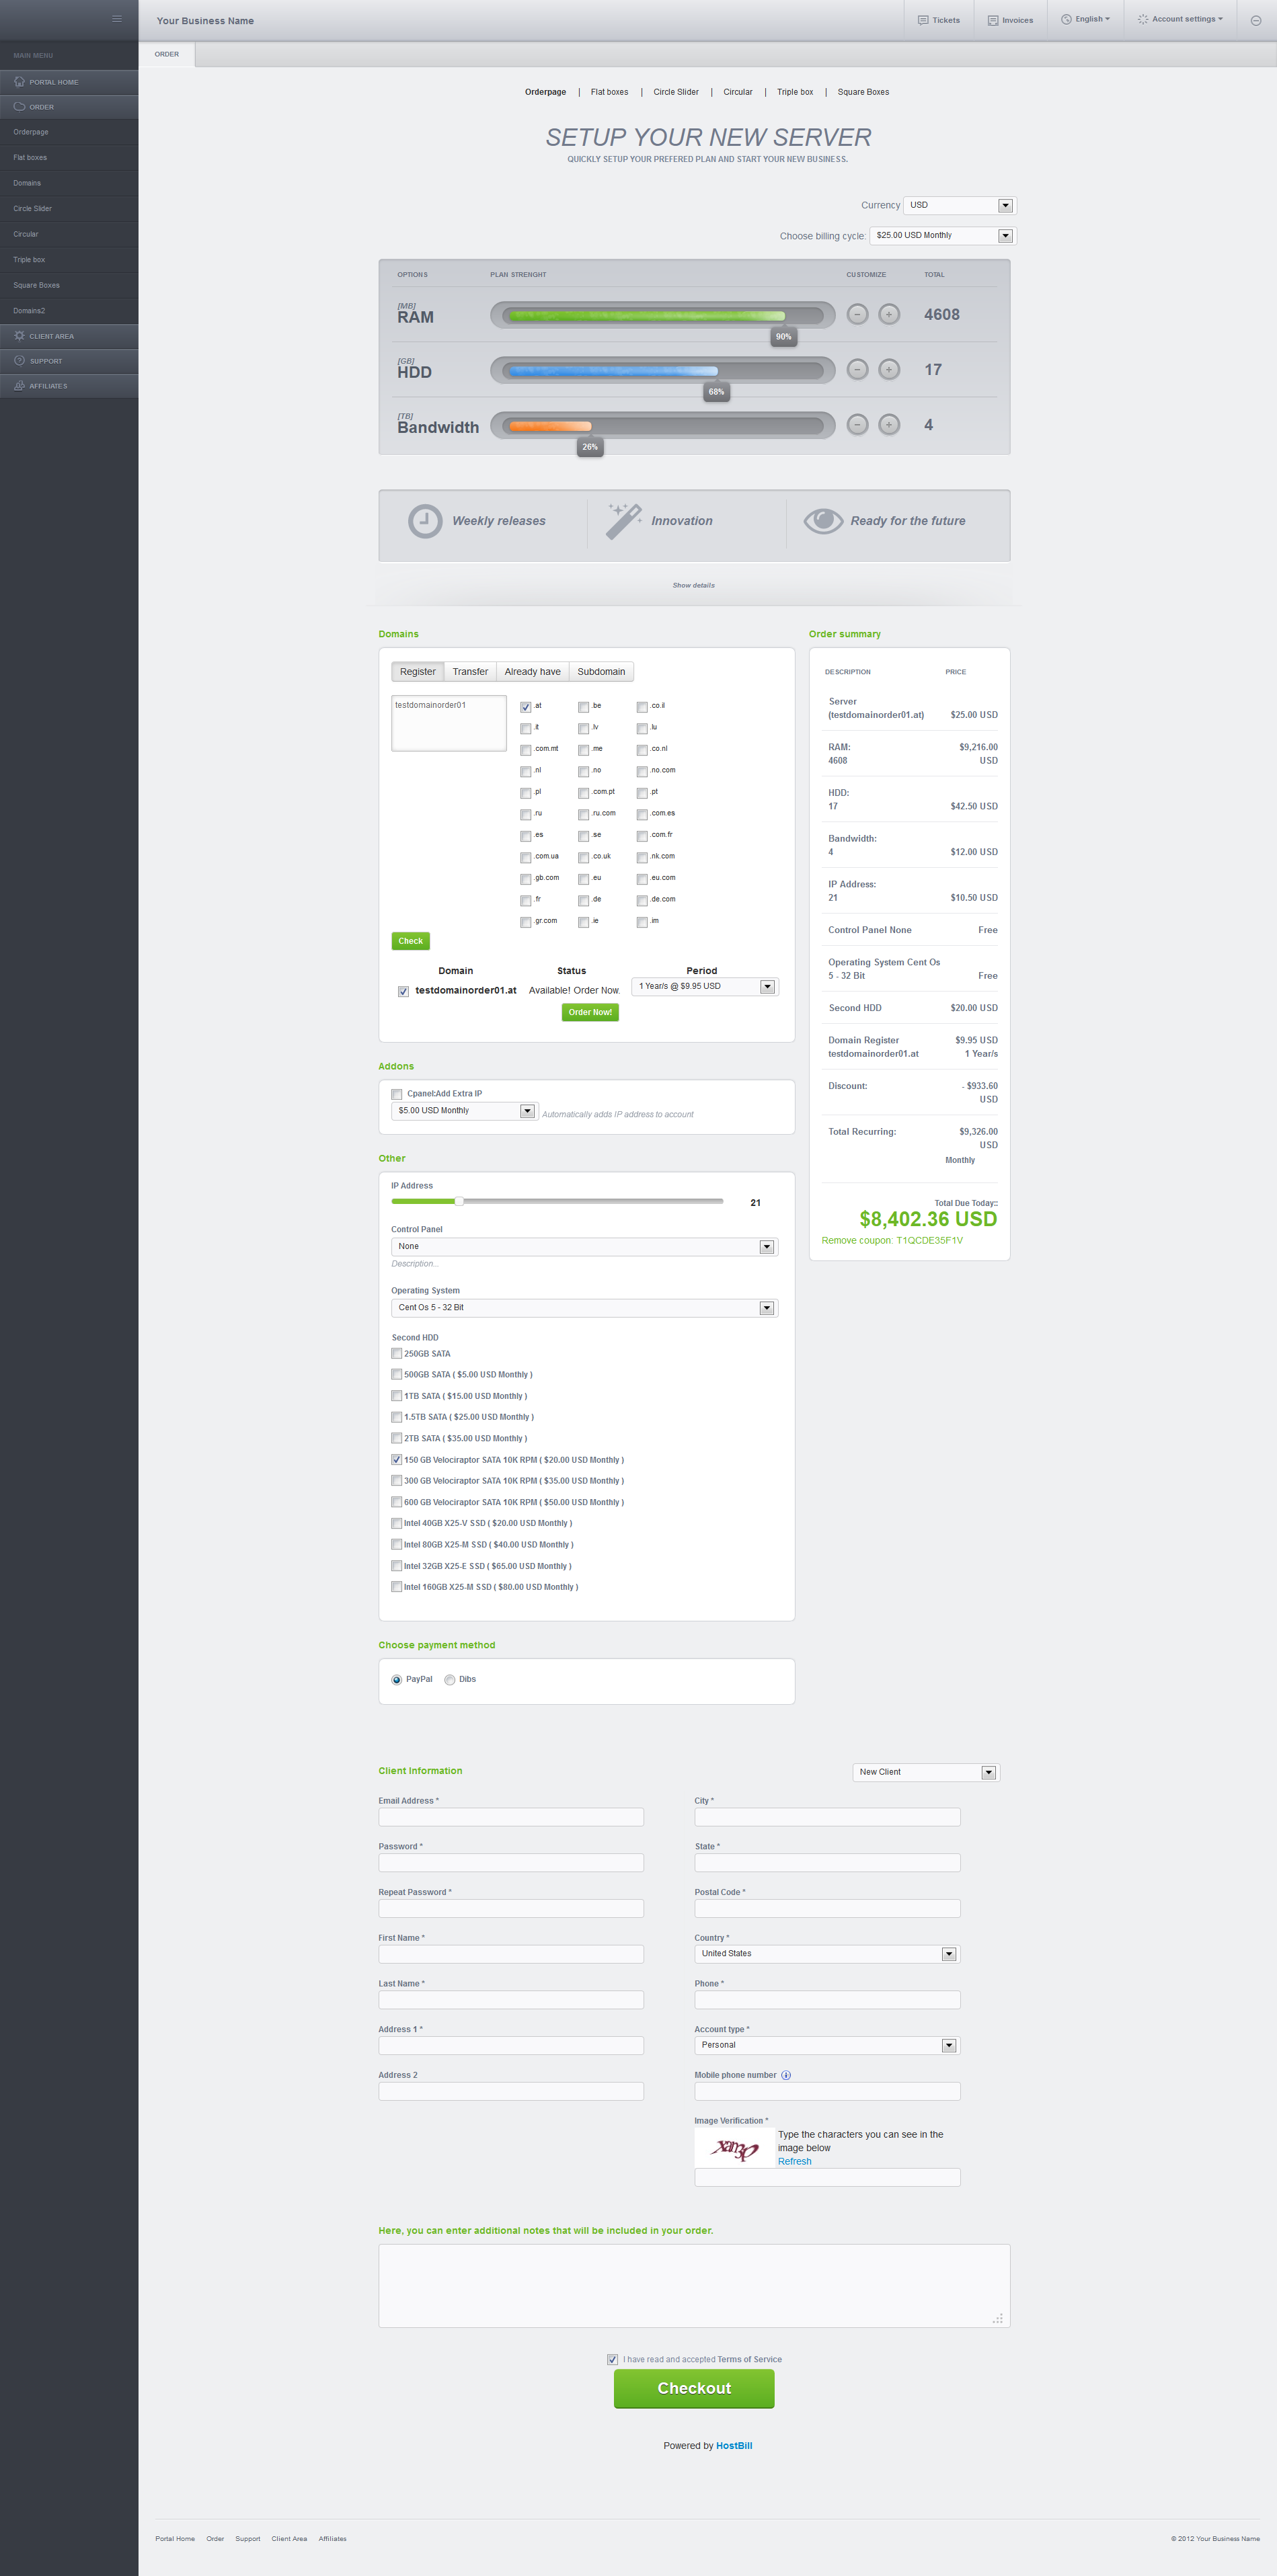 Your Business Name
Tickets
Invoices
English
Account settings
MAIN MENU
PORTAL HOME
ORDER
Orderpage
Flat boxes
Domains
Circle Slider
Circular
Triple box
Square Boxes
Domains2
CLIENT AREA
SUPPORT
AFFILIATES
ORDER
Orderpage | Flat boxes | Circle Slider | Circular | Triple box | Square Boxes
SETUP YOUR NEW SERVER
QUICKLY SETUP YOUR PREFERED PLAN AND START YOUR NEW BUSINESS.
Currency USD
Choose billing cycle: $25.00 USD Monthly
OPTIONS PLAN STRENGHT CUSTOMIZE TOTAL
[MB]
RAM 4608
90%
[GB]
HDD 17
68%
[TB]
Bandwidth 4
26%
Weekly releases
Innovation
Ready for the future
Show details
Domains
Register Transfer Already have Subdomain
testdomainorder01
.at .be .co.il
.it .lv .lu
.com.mt .me .co.nl
.nl .no .no.com
.pl .com.pt .pt
.ru .ru.com .com.es
.es .se .com.fr
.com.ua .co.uk .nk.com
.gb.com .eu .eu.com
.fr .de .de.com
.gr.com .ie .im
Check
Domain Status Period
testdomainorder01.at Available! Order Now. 1 Year/s @ $9.95 USD
Order Now!
Order summary
DESCRIPTION PRICE
Server
(testdomainorder01.at) $25.00 USD
RAM: $9,216.00
4608 USD
HDD:
17 $42.50 USD
Bandwidth:
4 $12.00 USD
IP Address:
21 $10.50 USD
Control Panel None Free
Operating System Cent Os
5 - 32 Bit Free
Second HDD $20.00 USD
Domain Register $9.95 USD
testdomainorder01.at 1 Year/s
Discount: - $933.60
USD
Total Recurring: $9,326.00
USD
Monthly
Total Due Today::
$8,402.36 USD
Remove coupon: T1QCDE35F1V
Addons
Cpanel:Add Extra IP
$5.00 USD Monthly Automatically adds IP address to account
Other
IP Address
21
Control Panel
None
Description...
Operating System
Cent Os 5 - 32 Bit
Second HDD
250GB SATA
500GB SATA ( $5.00 USD Monthly )
1TB SATA ( $15.00 USD Monthly )
1.5TB SATA ( $25.00 USD Monthly )
2TB SATA ( $35.00 USD Monthly )
150 GB Velociraptor SATA 10K RPM ( $20.00 USD Monthly )
300 GB Velociraptor SATA 10K RPM ( $35.00 USD Monthly )
600 GB Velociraptor SATA 10K RPM ( $50.00 USD Monthly )
Intel 40GB X25-V SSD ( $20.00 USD Monthly )
Intel 80GB X25-M SSD ( $40.00 USD Monthly )
Intel 32GB X25-E SSD ( $65.00 USD Monthly )
Intel 160GB X25-M SSD ( $80.00 USD Monthly )
Choose payment method
PayPal Dibs
Client Information
New Client
Email Address *
Password *
Repeat Password *
First Name *
Last Name *
Address 1 *
Address 2
City *
State *
Postal Code *
Country *
United States
Phone *
Account type *
Personal
Mobile phone number
Image Verification *
Type the characters you can see in the
image below
Refresh
Here, you can enter additional notes that will be included in your order.
I have read and accepted Terms of Service
Checkout
Powered by HostBill
Portal Home Order Support Client Area Affiliates
© 2012 Your Business Name